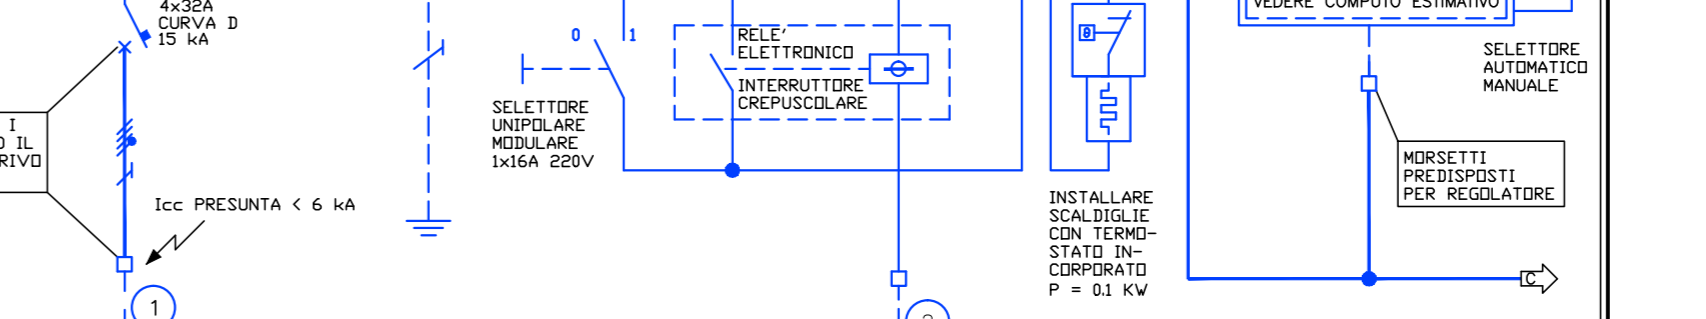 4x32A
CURVA D
15 kA
I
IL
RIVO
Icc PRESUNTA < 6 kA
1
0 1
SELETTORE
UNIPOLARE
MODULARE
1x16A 220V
RELE'
ELETTRONICO
INTERRUTTORE
CREPUSCOLARE
INSTALLARE
SCALDIGLIE
CON TERMO-
STATO IN-
CORPORATO
P = 0.1 KW
VEDERE COMPUTO ESTIMATIVO
SELETTORE
AUTOMATICO
MANUALE
MORSETTI
PREDISPOSTI
PER REGOLATORE
C